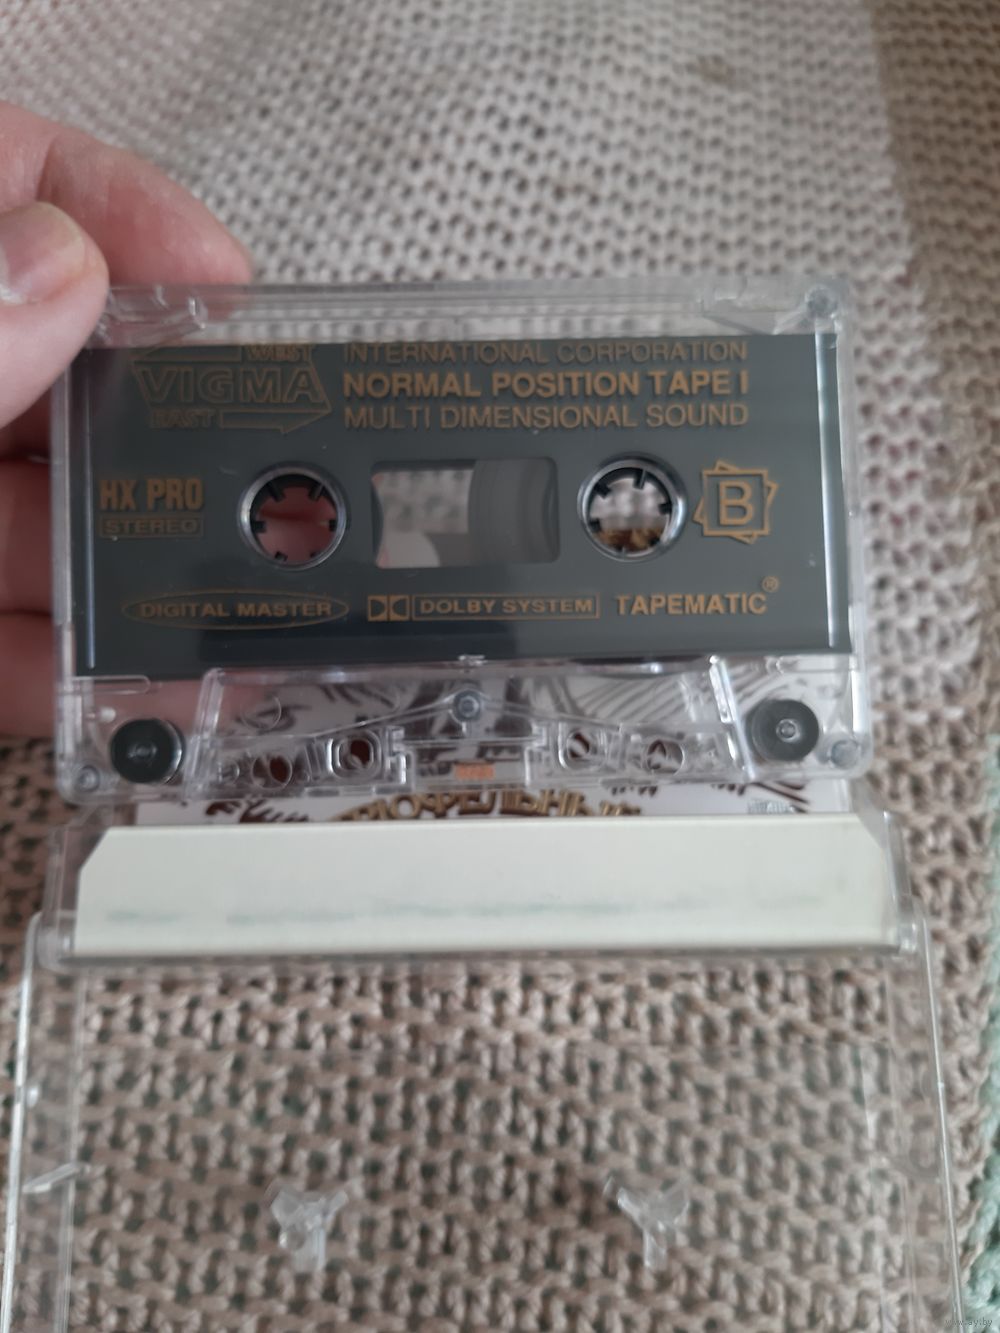 WEST
VIGMA
EAST
INTERNATIONAL CORPORATION
NORMAL POSITION TAPE I
MULTI DIMENSIONAL SOUND
HX PRO
STEREO
B
DIGITAL MASTER
DOLBY SYSTEM
TAPEMATIC®